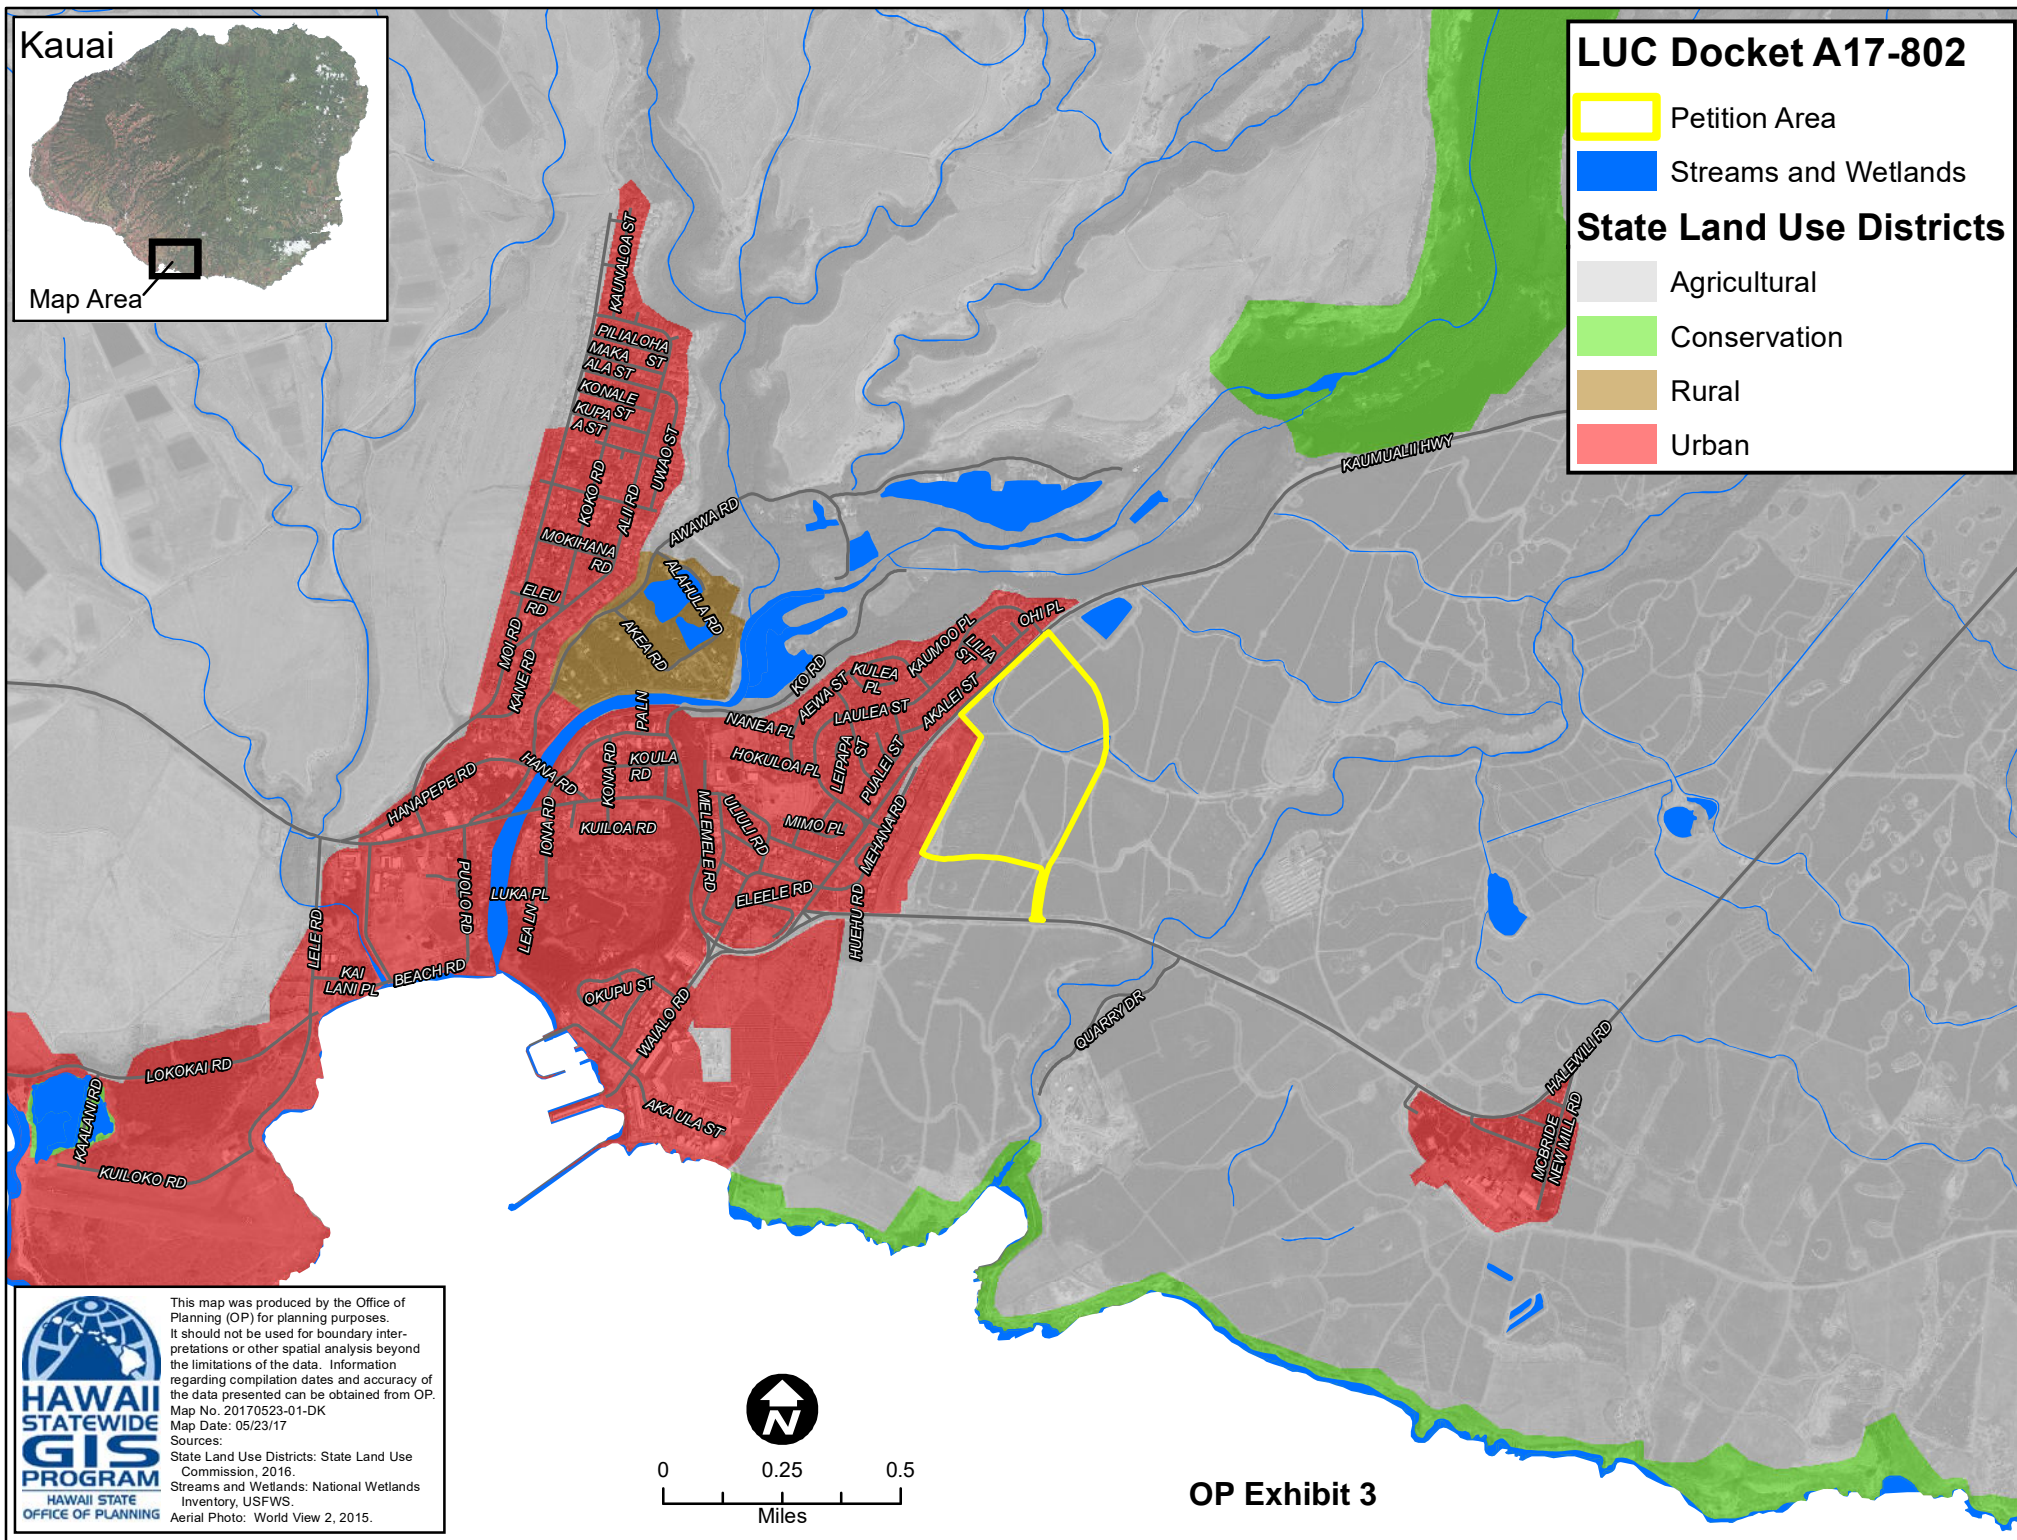 Kauai
Map Area
LUC Docket A17-802
Petition Area
Streams and Wetlands
State Land Use Districts
Agricultural
Conservation
Rural
Urban
KAUNALOA ST
PILIALOHA
ST
MAKA
ALA ST
KONALE
ST
KUPA
A ST
UWAO ST
KOKO RD
ALII RD
MOKIHANA
RD
ELEU
RD
MOI RD
KANE RD
AWAWA RD
ALAHULA RD
AKEA RD
KAUMUALII HWY
OHI PL
KAUMOO PL
LILIA
ST
KULEA
PL
AEWA ST
KO RD
LAULEA ST
AKALEI ST
NANEA PL
PA LN
LEIPAPA
ST
PUALEI ST
HOKULOA PL
HANA RD
KOULA
RD
KONA RD
HANAPEPE RD
IONA RD
KUILOA RD
MELEMELE RD
ULIULI RD
MIMO PL
MEHANA RD
PUOLO RD
LUKA PL
LEA LN
ELEELE RD
HUEHU RD
LELE RD
KAI
LANI PL
BEACH RD
OKUPU ST
WAIALO RD
QUARRY DR
LOKOKAI RD
KAALANI RD
KUILOKO RD
AKA ULA ST
HALEWILI RD
MCBRIDE
NEW MILL RD
HAWAII
STATEWIDE
GIS
PROGRAM
HAWAII STATE
OFFICE OF PLANNING
This map was produced by the Office of
Planning (OP) for planning purposes.
It should not be used for boundary inter-
pretations or other spatial analysis beyond
the limitations of the data. Information
regarding compilation dates and accuracy of
the data presented can be obtained from OP.
Map No. 20170523-01-DK
Map Date: 05/23/17
Sources:
State Land Use Districts: State Land Use
Commission, 2016.
Streams and Wetlands: National Wetlands
Inventory, USFWS.
Aerial Photo: World View 2, 2015.
N
0 0.25 0.5
Miles
OP Exhibit 3